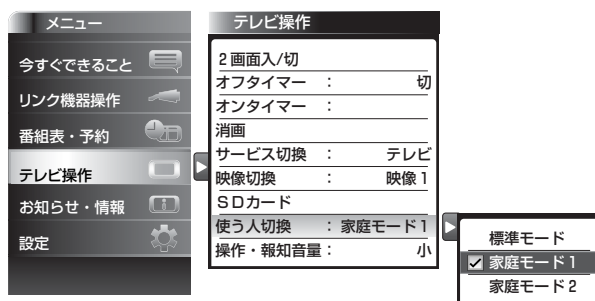 メニュー
今すぐできること
リンク機器操作
番組表・予約
テレビ操作
お知らせ・情報
設定
テレビ操作
2画面入/切
オフタイマー : 切
オンタイマー :
消画
サービス切換 : テレビ
映像切換 : 映像1
SDカード
使う人切換 : 家庭モード1
操作・報知音量 : 小
標準モード
家庭モード1
家庭モード2